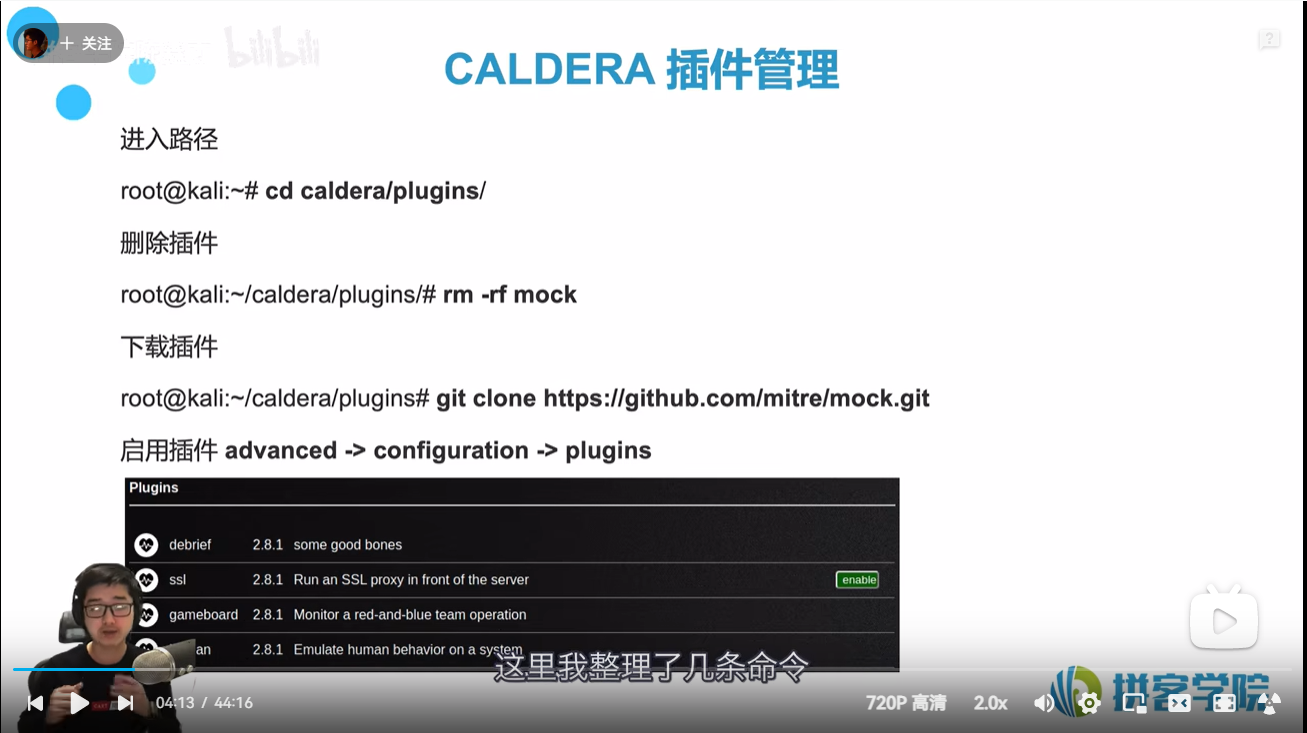 + 关注
bilibili
CALDERA 插件管理
进入路径
root@kali:~# cd caldera/plugins/
删除插件
root@kali:~/caldera/plugins/# rm -rf mock
下载插件
root@kali:~/caldera/plugins# git clone https://github.com/mitre/mock.git
启用插件 advanced -> configuration -> plugins
Plugins
debrief 2.8.1 some good bones
ssl 2.8.1 Run an SSL proxy in front of the server enable
gameboard 2.8.1 Monitor a red-and-blue team operation
an 2.8.1 Emulate human behavior on a system
这里我整理了几条命令
拼客学院
04:13 / 44:16 720P 高清 2.0x